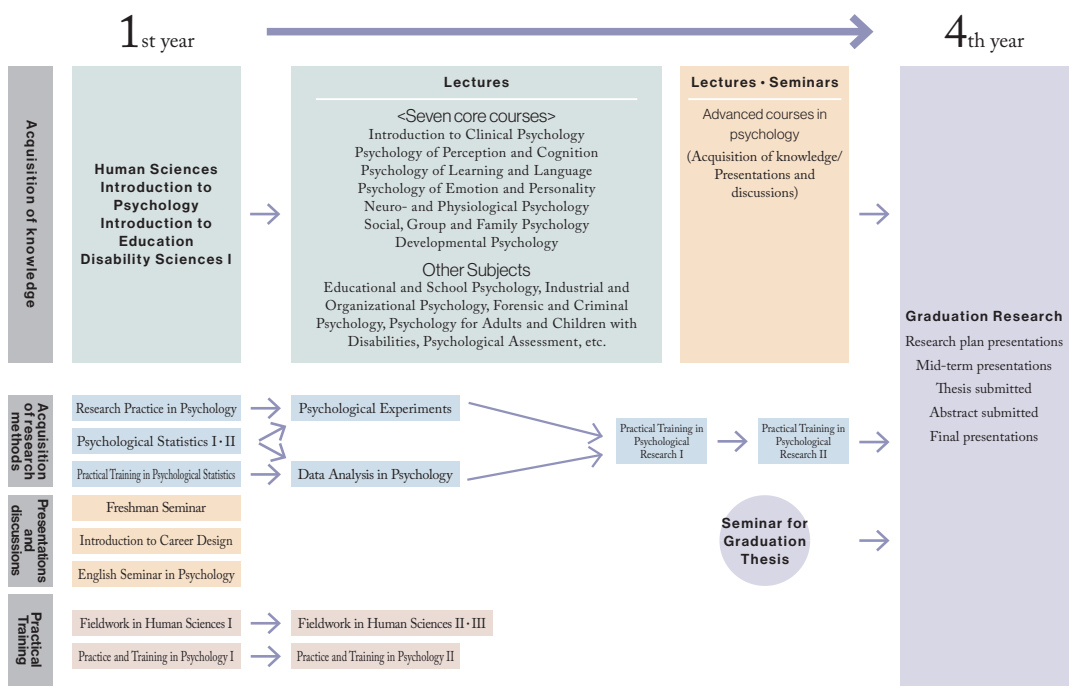 1st year
4th year
Acquisition of knowledge
Human Sciences
Introduction to
Psychology
Introduction to
Education
Disability Sciences I
Lectures
<Seven core courses>
Introduction to Clinical Psychology
Psychology of Perception and Cognition
Psychology of Learning and Language
Psychology of Emotion and Personality
Neuro- and Physiological Psychology
Social, Group and Family Psychology
Developmental Psychology
Other Subjects
Educational and School Psychology, Industrial and
Organizational Psychology, Forensic and Criminal
Psychology, Psychology for Adults and Children with
Disabilities, Psychological Assessment, etc.
Lectures・Seminars
Advanced courses in
psychology
(Acquisition of knowledge/
Presentations and
discussions)
Graduation Research
Research plan presentations
Mid-term presentations
Thesis submitted
Abstract submitted
Final presentations
Acquisition
of research
methods
Research Practice in Psychology
Psychological Statistics I・II
Practical Training in Psychological Statistics
Psychological Experiments
Data Analysis in Psychology
Practical Training in
Psychological
Research I
Practical Training in
Psychological
Research II
Presentations
and
discussions
Freshman Seminar
Introduction to Career Design
English Seminar in Psychology
Seminar for
Graduation
Thesis
Practical
Training
Fieldwork in Human Sciences I
Fieldwork in Human Sciences II・III
Practice and Training in Psychology I
Practice and Training in Psychology II